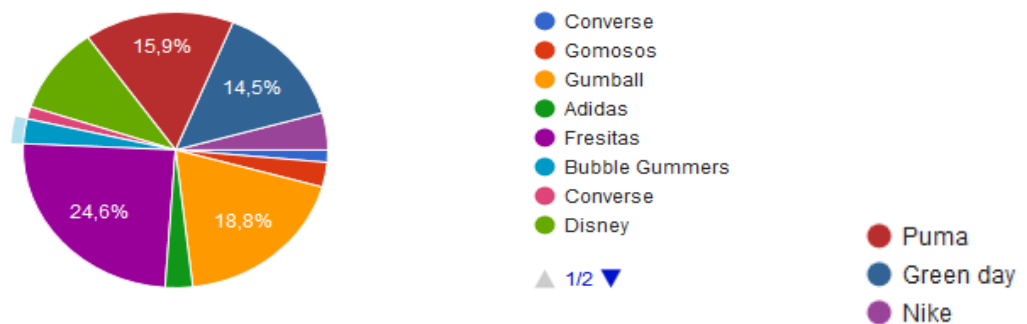 15,9%
14,5%
24,6%
18,8%
Converse
Gomosos
Gumball
Adidas
Fresitas
Bubble Gummers
Converse
Disney
1/2
Puma
Green day
Nike